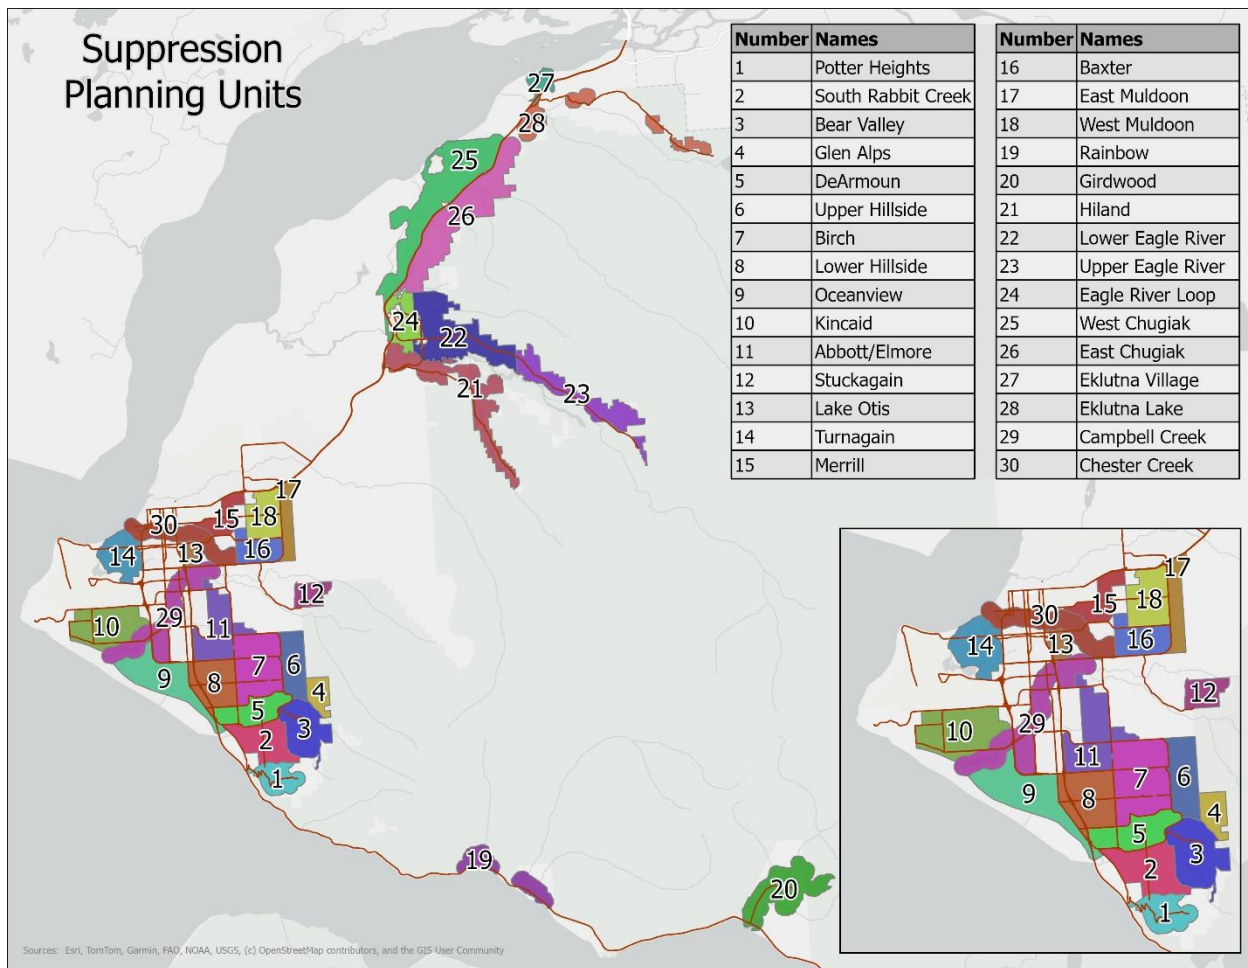 Suppression
Planning Units
Number Names
1 Potter Heights
2 South Rabbit Creek
3 Bear Valley
4 Glen Alps
5 DeArmoun
6 Upper Hillside
7 Birch
8 Lower Hillside
9 Oceanview
10 Kincaid
11 Abbott/Elmore
12 Stuckagain
13 Lake Otis
14 Turnagain
15 Merrill
Number Names
16 Baxter
17 East Muldoon
18 West Muldoon
19 Rainbow
20 Girdwood
21 Hiland
22 Lower Eagle River
23 Upper Eagle River
24 Eagle River Loop
25 West Chugiak
26 East Chugiak
27 Eklutna Village
28 Eklutna Lake
29 Campbell Creek
30 Chester Creek
27
28
25
26
24
22
23
21
17
18
15
30
16
13
14
12
29
11
10
7
6
9
8
4
5
3
2
1
19
20
17
18
15
30
16
13
14
12
29
10
11
7
6
9
8
4
5
3
2
1
Sources: Esri, TomTom, Garmin, FAO, NOAA, USGS, (c) OpenStreetMap contributors, and the GIS User Community